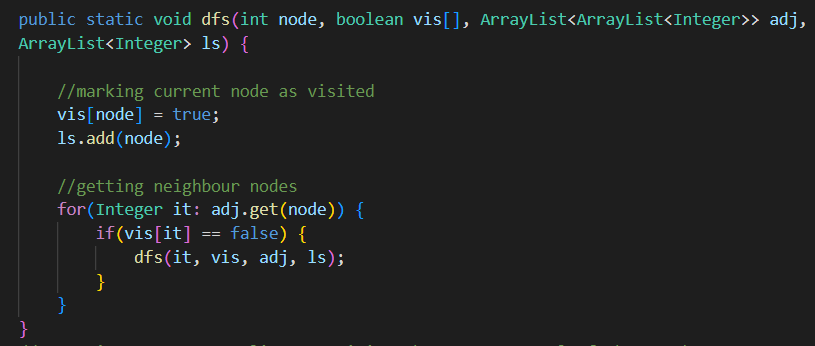 public static void dfs(int node, boolean vis[], ArrayList<ArrayList<Integer>> adj,
ArrayList<Integer> ls) {
//marking current node as visited
vis[node] = true;
ls.add(node);
//getting neighbour nodes
for(Integer it: adj.get(node)) {
if(vis[it] == false) {
dfs(it, vis, adj, ls);
}
}
}